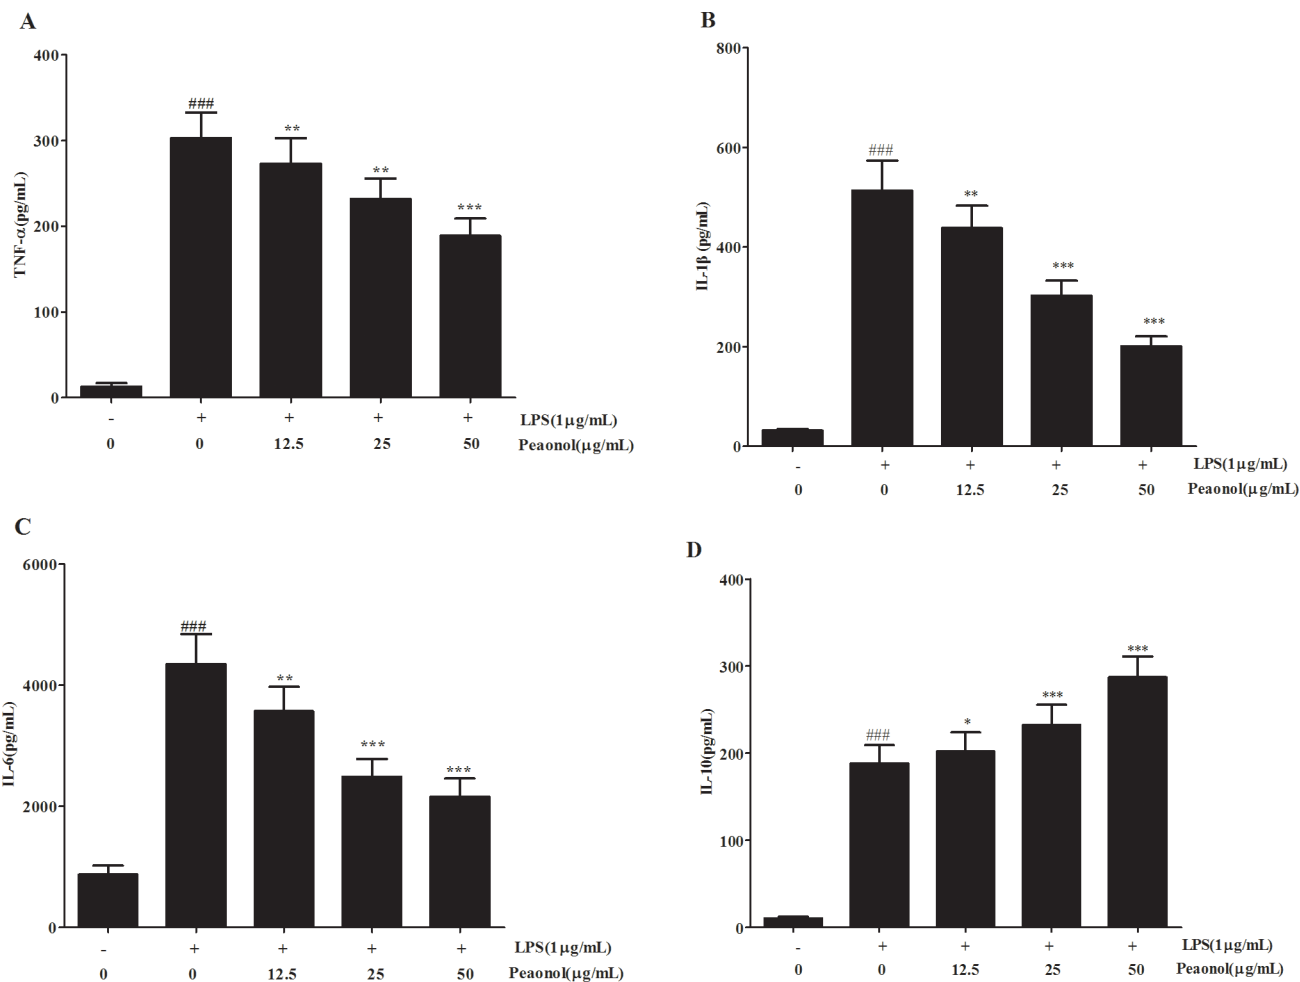 A
TNF-α(pg/mL)
400
300
200
100
0
###
**
**
***
- + + + + LPS(1μg/mL)
0 0 12.5 25 50 Peaonol(μg/mL)
B
IL-1β (pg/mL)
800
600
400
200
0
###
**
***
***
- + + + + LPS(1μg/mL)
0 0 12.5 25 50 Peaonol(μg/mL)
C
IL-6(pg/mL)
6000
4000
2000
0
###
**
***
***
- + + + + LPS(1μg/mL)
0 0 12.5 25 50 Peaonol(μg/mL)
D
IL-10(pg/mL)
400
300
200
100
0
###
*
***
***
- + + + + LPS(1μg/mL)
0 0 12.5 25 50 Peaonol(μg/mL)